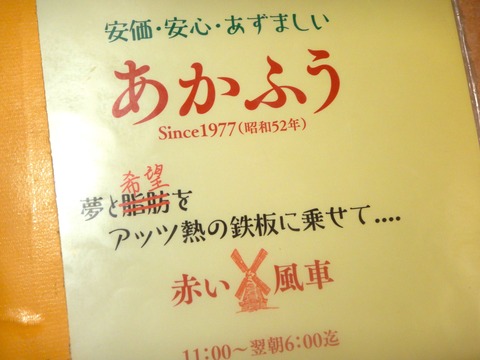 安価・安心・あずましい
あかふう
Since1977(昭和52年)
希望
夢と脂肪を
アッツ熱の鉄板に乗せて....
赤い風車
11:00～翌朝6:00迄